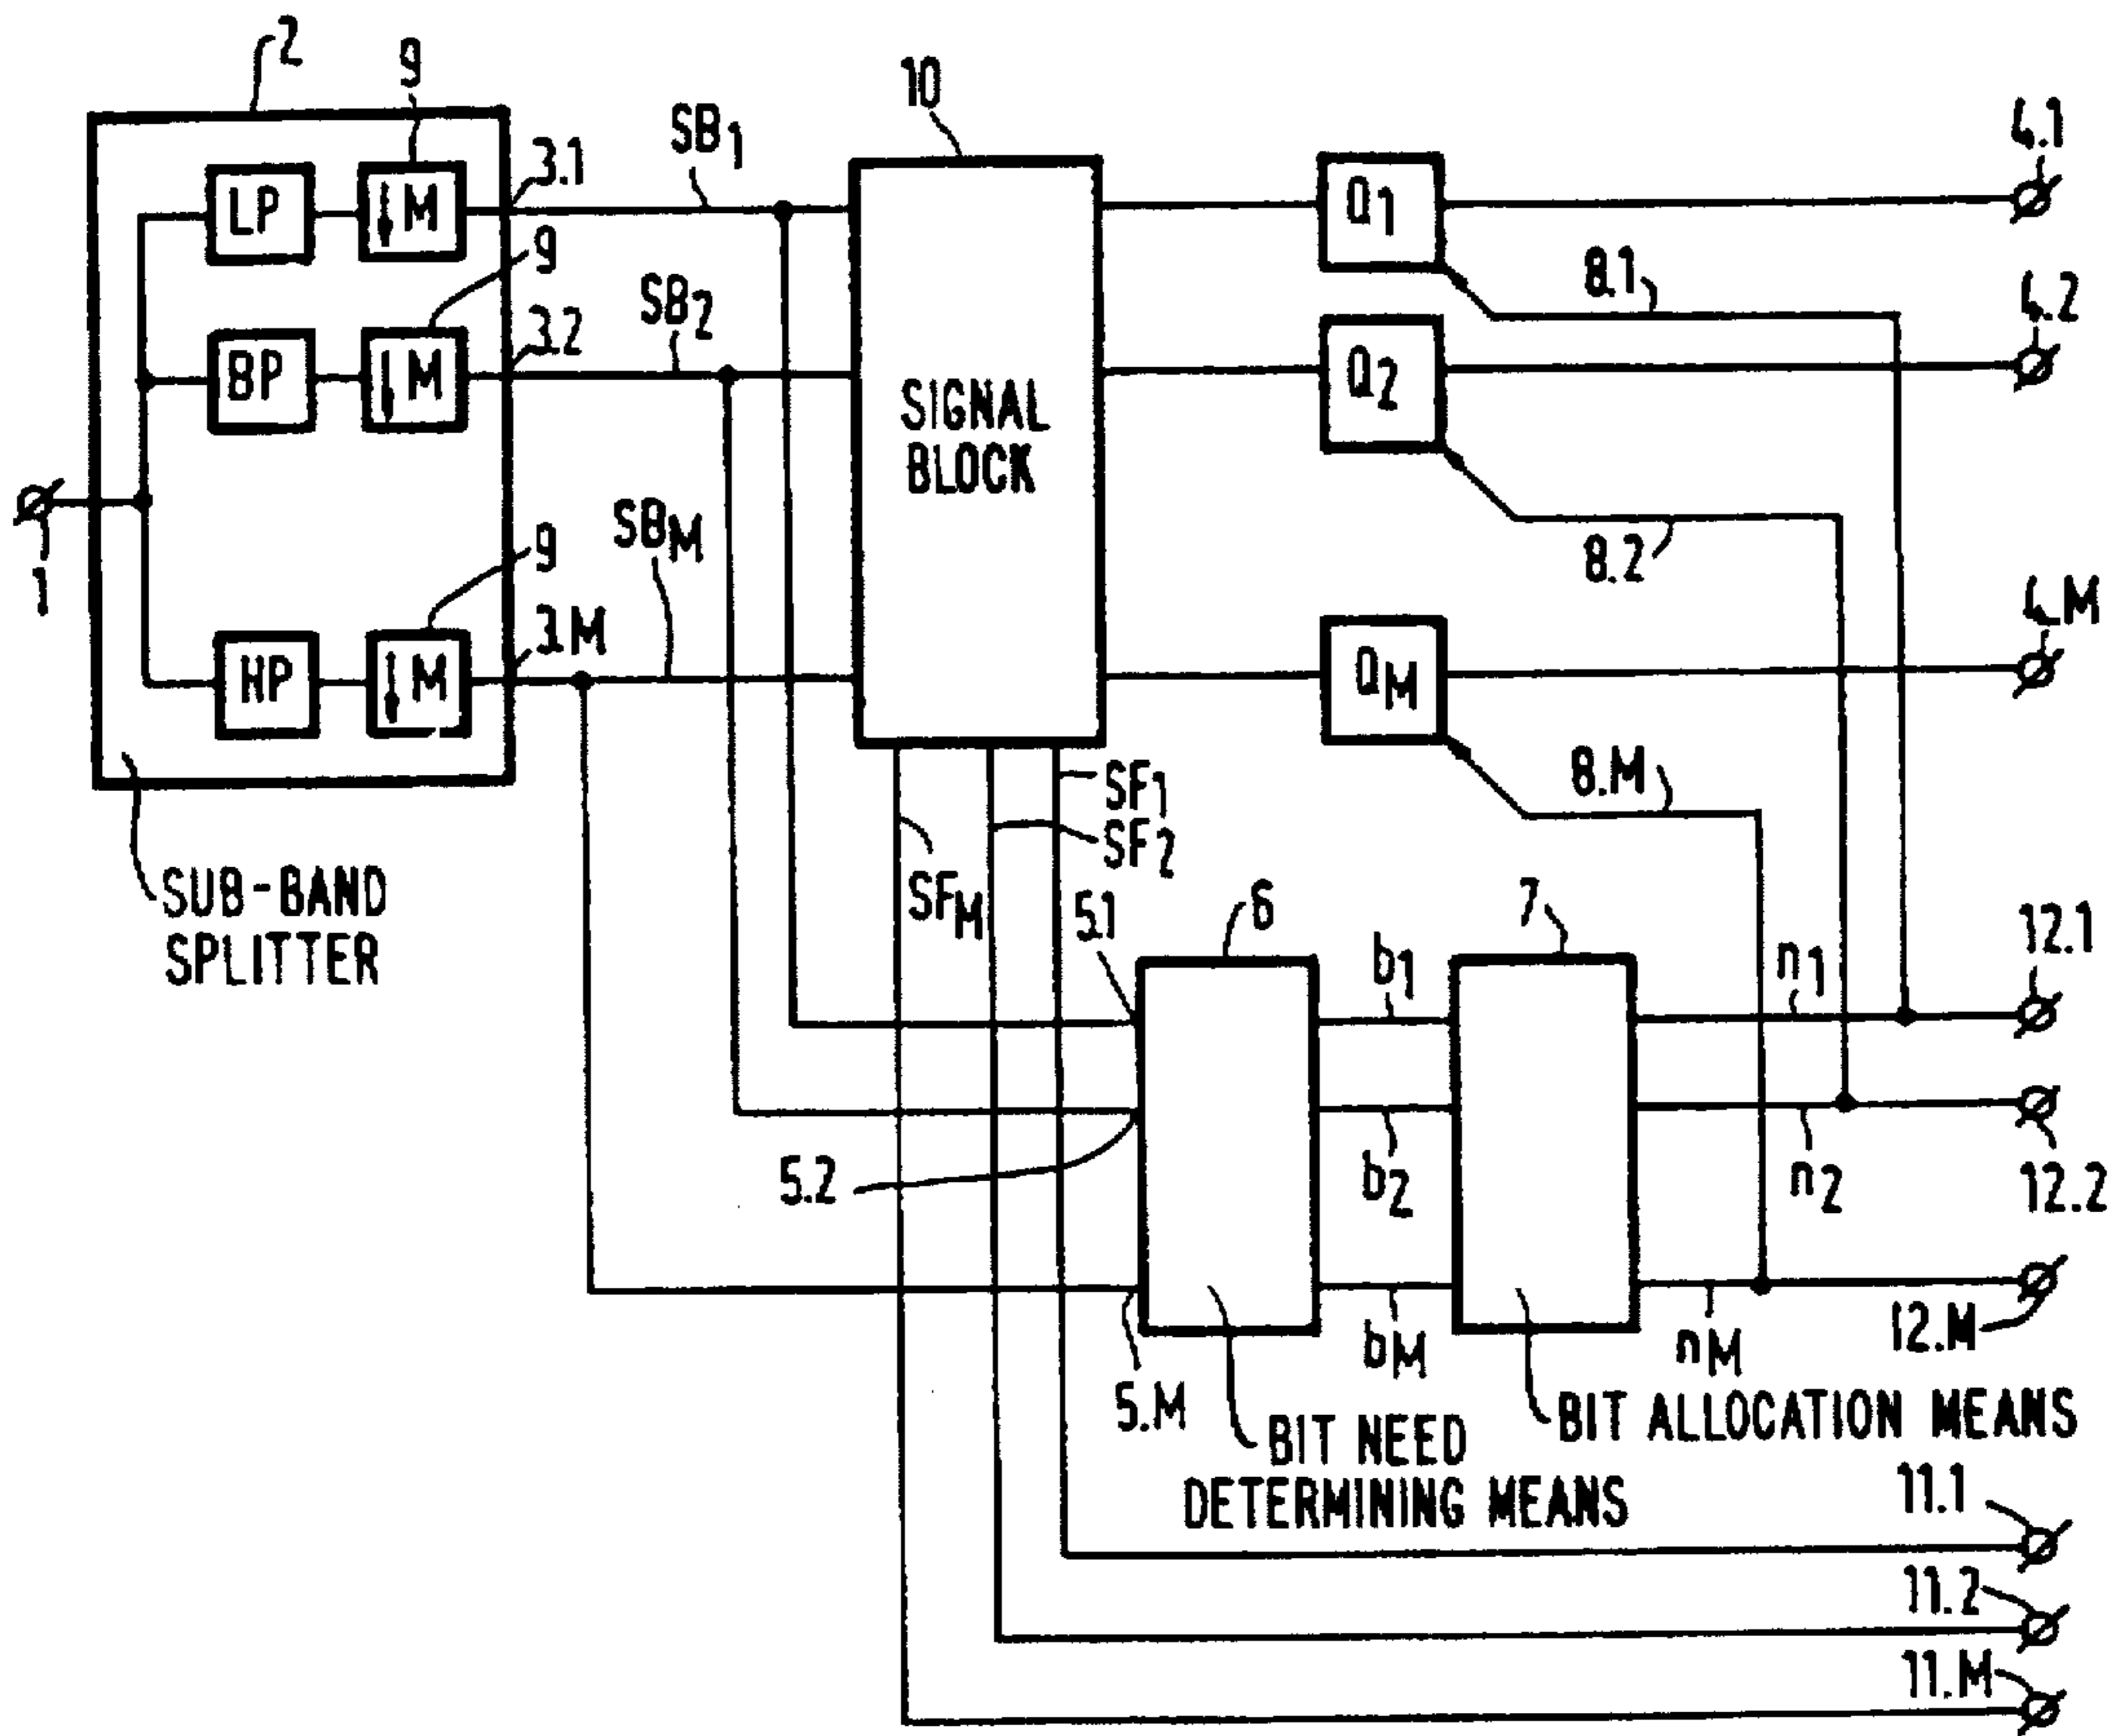 2
9
10
4.1
SB1
3.1
LP
↓M
Q1
8.1
9
4.2
SB2
3.2
BP
↓M
Q2
SIGNAL
BLOCK
1
SBM
8.2
9
3.M
4.M
HP
↓M
QM
8.M
SF1
SF2
SFM
SUB-BAND
SPLITTER
5.1
6
7
b1
n1
12.1
5.2
b2
n2
12.2
5.M
bM
nM
12.M
BIT NEED
DETERMINING MEANS
BIT ALLOCATION MEANS
11.1
11.2
11.M